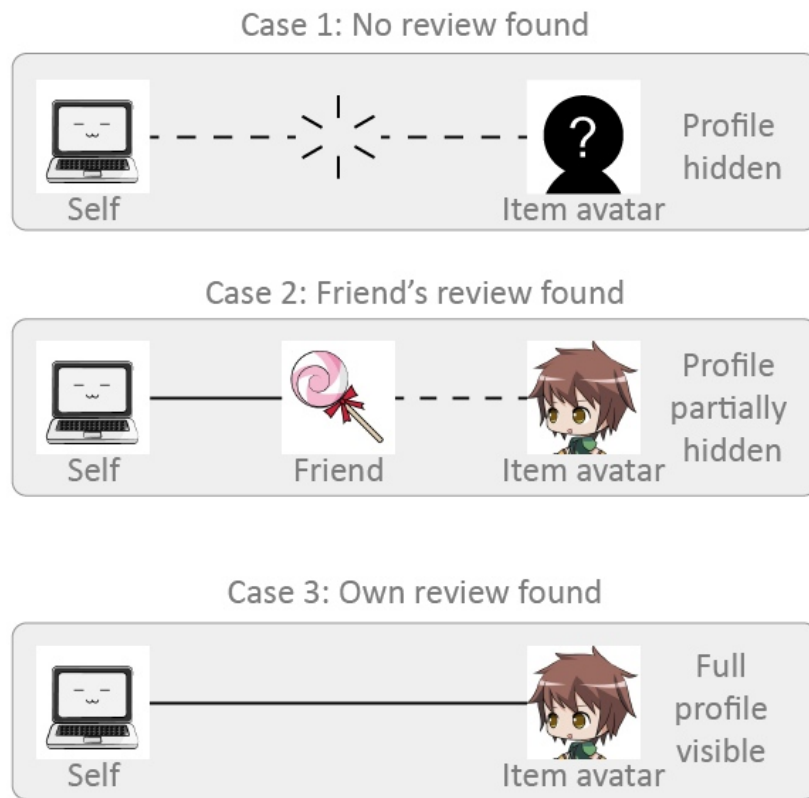 Case 1: No review found
?
Profile
hidden
Self
Item avatar
Case 2: Friend’s review found
Profile
partially
hidden
Self
Friend
Item avatar
Case 3: Own review found
Full
profile
visible
Self
Item avatar